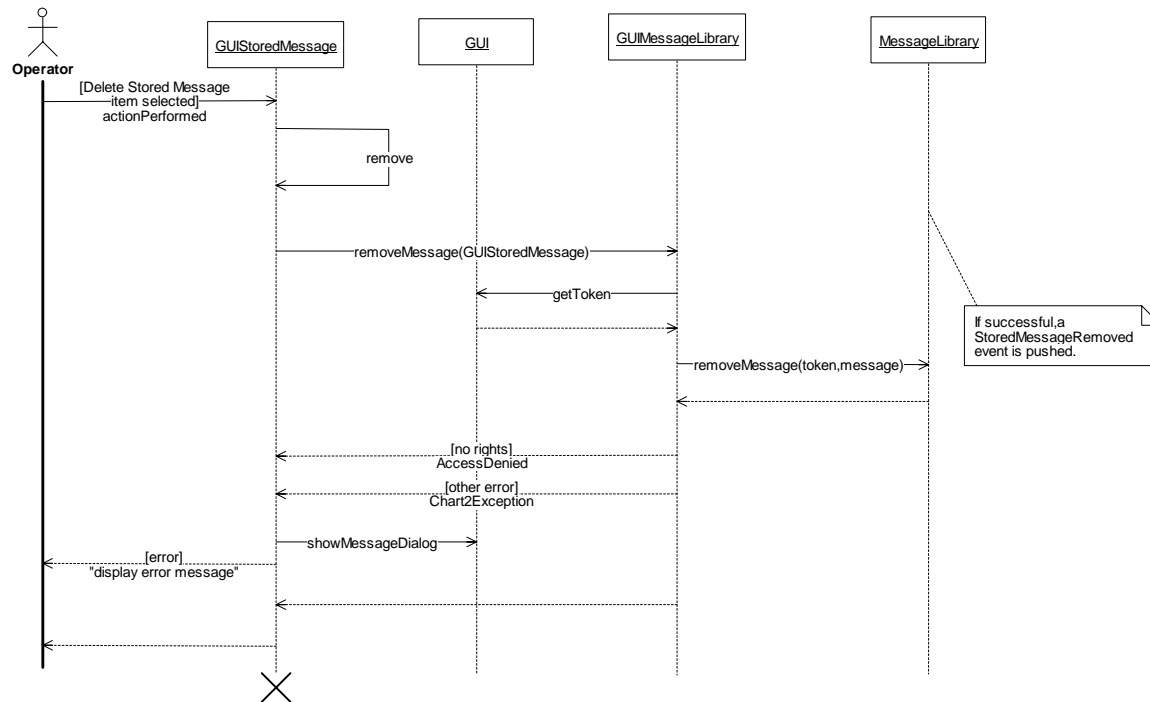 GUIStoredMessage
GUI
GUIMessageLibrary
MessageLibrary
Operator
[Delete Stored Message
item selected]
actionPerformed
remove
removeMessage(GUIStoredMessage)
getToken
If successful,a
StoredMessageRemoved
event is pushed.
removeMessage(token,message)
[no rights]
AccessDenied
[other error]
Chart2Exception
showMessageDialog
[error]
"display error message"